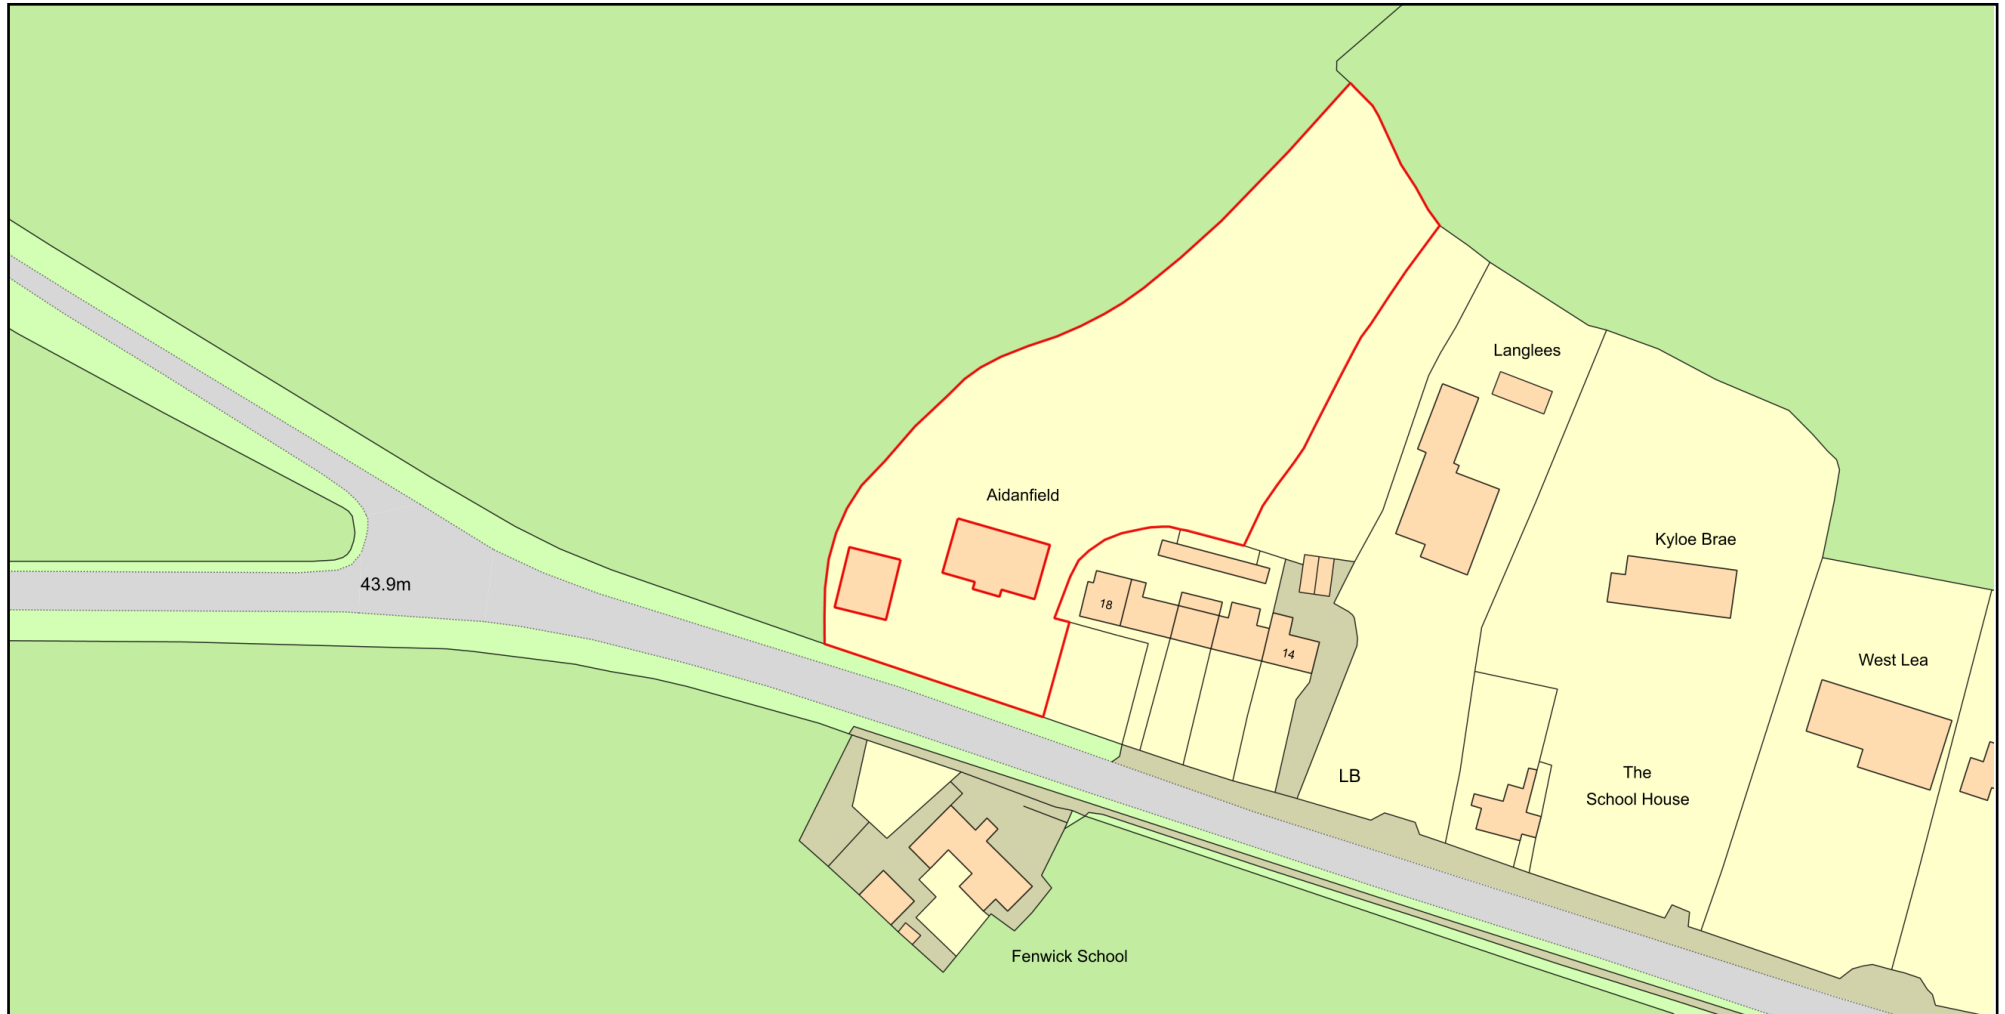 Langlees
Aidanfield
Kyloe Brae
43.9m
18
14
West Lea
LB
The
School House
Fenwick School